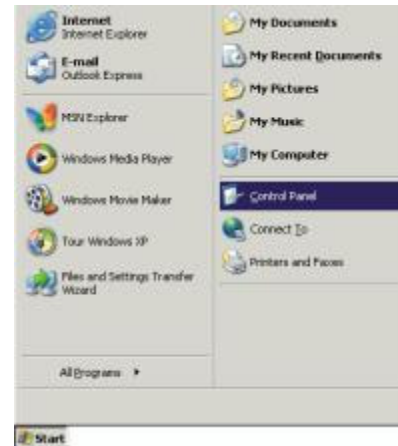 Internet
Internet Explorer
E-mail
Outlook Express
MSN Explorer
Windows Media Player
Windows Movie Maker
Tour Windows XP
Files and Settings Transfer
Wizard
All Programs
My Documents
My Recent Documents
My Pictures
My Music
My Computer
Control Panel
Connect To
Printers and Faxes
Start